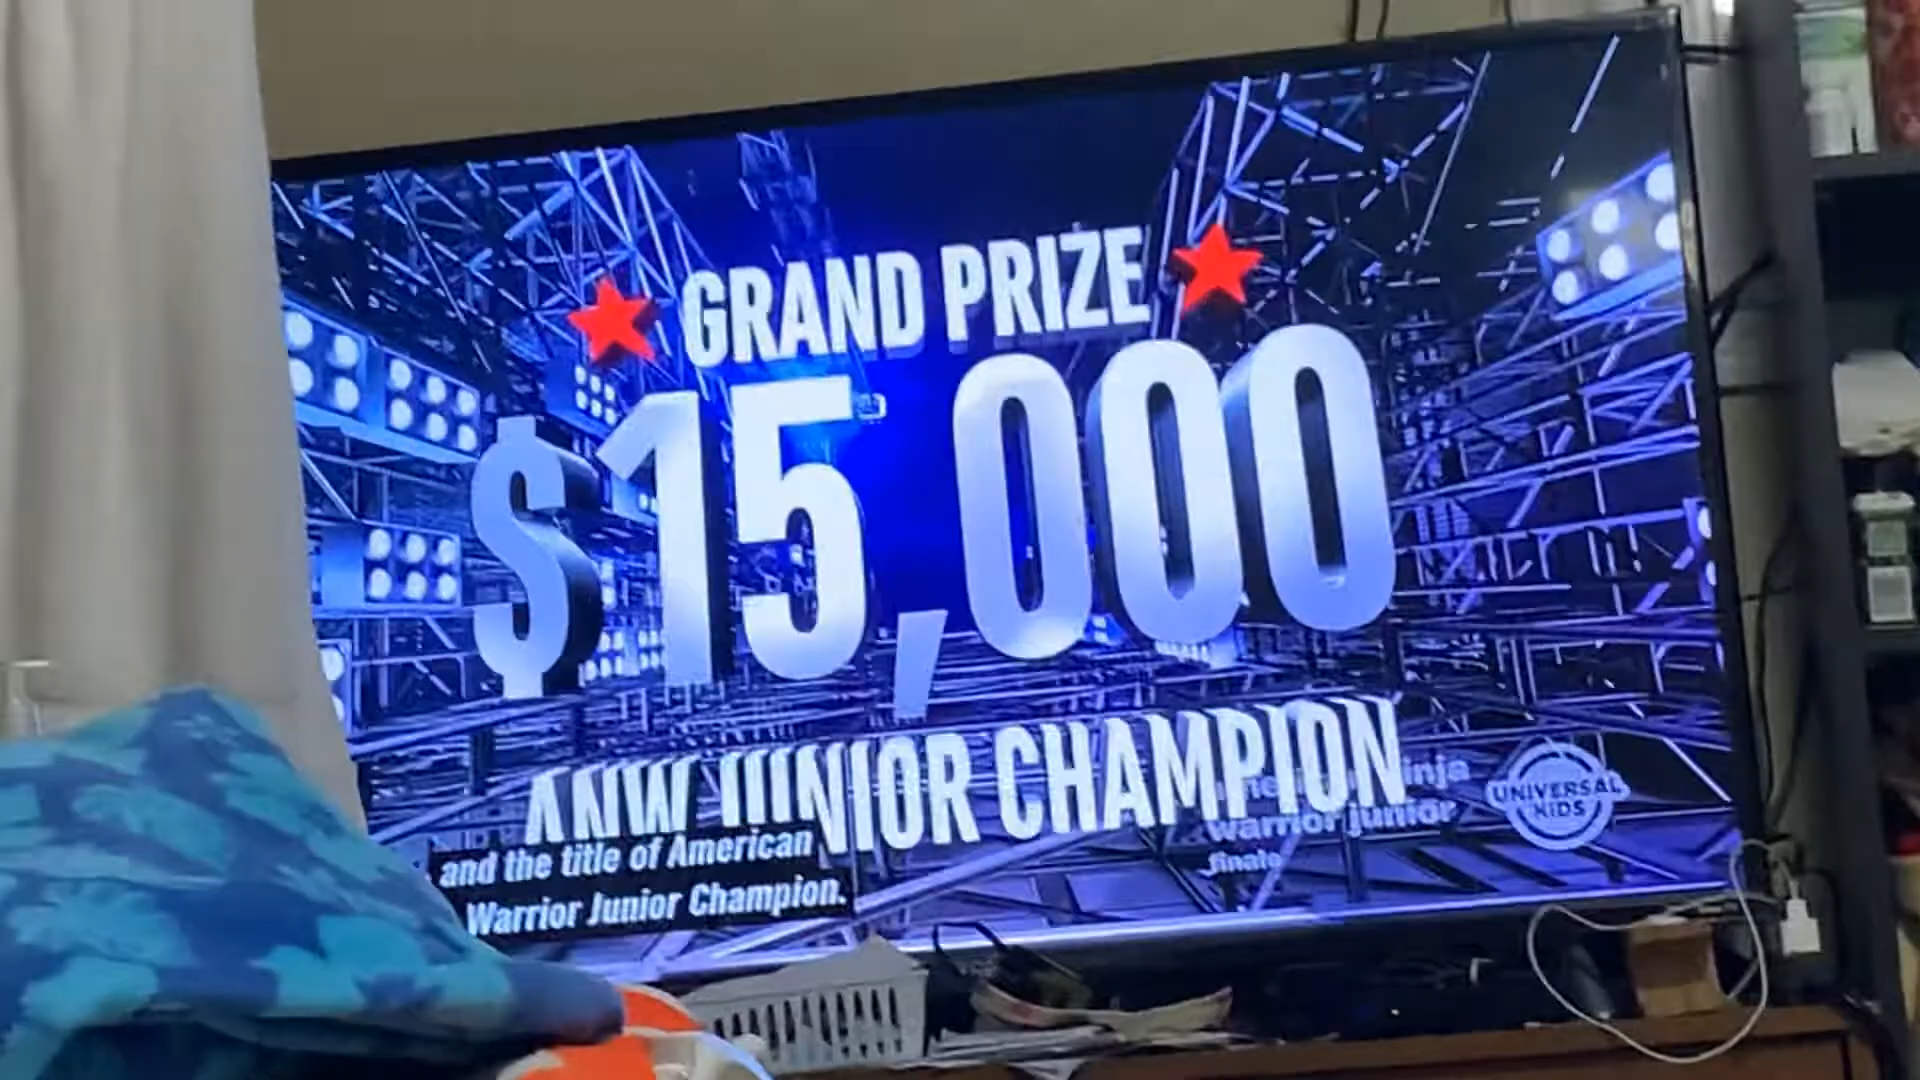 GRAND PRIZE
$15,000
ANW JUNIOR CHAMPION
and the title of American
Warrior Junior Champion.
warrior junior
finale
UNIVERSAL
KIDS